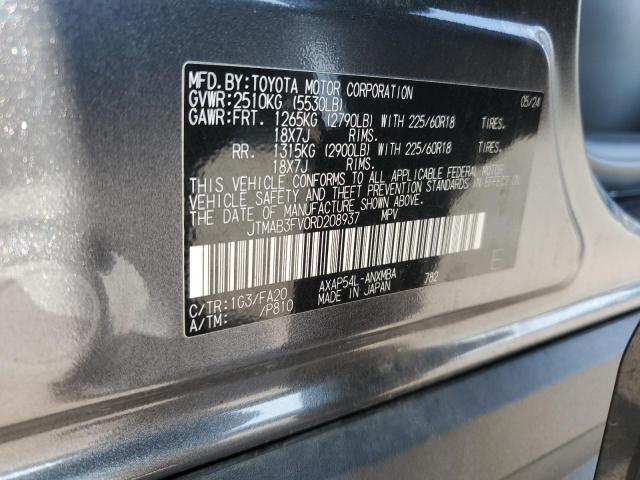 MFD.BY:TOYOTA MOTOR CORPORATION 05/24
GVWR:2510KG (5530LB)
GAWR:FRT. 1265KG (2790LB) WITH 225/60R18 TIRES.
18X7J RIMS.
RR. 1315KG (2900LB) WITH 225/60R18 TIRES.
18X7J RIMS.
THIS VEHICLE CONFORMS TO ALL APPLICABLE FEDERAL MOTOR
VEHICLE SAFETY AND THEFT PREVENTION STANDARDS IN EFFECT ON
THE DATE OF MANUFACTURE SHOWN ABOVE.
JTMAB3FV0RD208937 MPV
C/TR:1G3/FA20 AXAP54L-ANXMBA 782
A/TM: /P810 MADE IN JAPAN
E